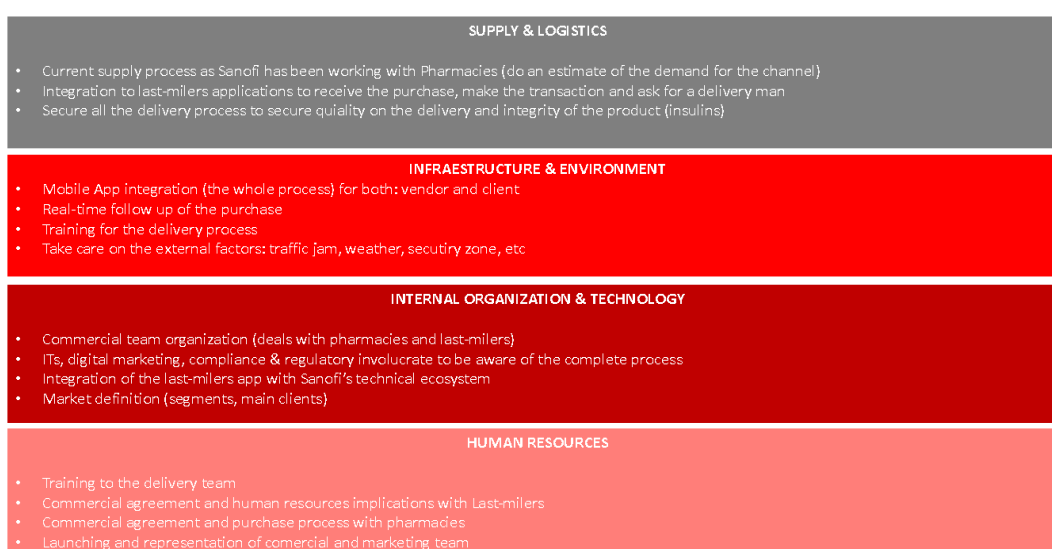 SUPPLY & LOGISTICS
• Current supply process as Sanofi has been working with Pharmacies (do an estimate of the demand for the channel)
• Integration to last-milers applications to receive the purchase, make the transaction and ask for a delivery man
• Secure all the delivery process to secure quiality on the delivery and integrity of the product (insulins)
INFRAESTRUCTURE & ENVIRONMENT
• Mobile App integration (the whole process) for both: vendor and client
• Real-time follow up of the purchase
• Training for the delivery process
• Take care on the external factors: traffic jam, weather, secutiry zone, etc
INTERNAL ORGANIZATION & TECHNOLOGY
• Commercial team organization (deals with pharmacies and last-milers)
• ITs, digital marketing, compliance & regulatory involucrate to be aware of the complete process
• Integration of the last-milers app with Sanofi's technical ecosystem
• Market definition (segments, main clients)
HUMAN RESOURCES
• Training to the delivery team
• Commercial agreement and human resources implications with Last-milers
• Commercial agreement and purchase process with pharmacies
• Launching and representation of comercial and marketing team